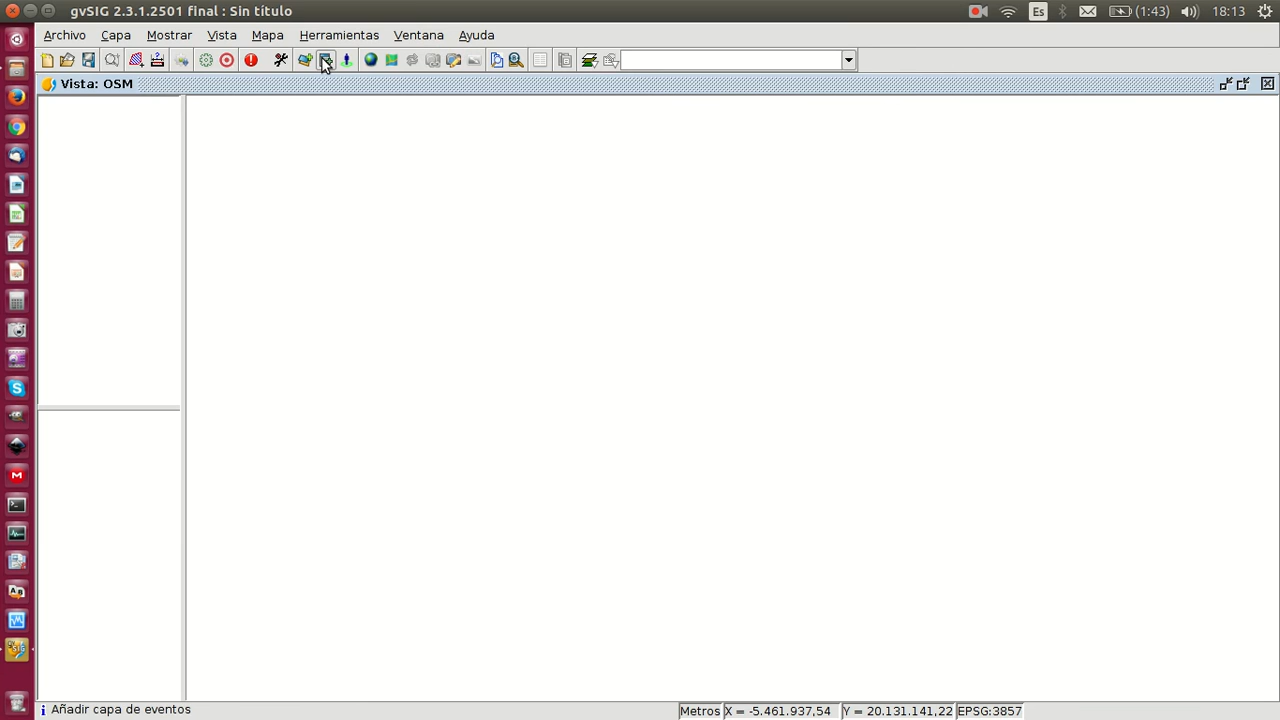 gvSIG 2.3.1.2501 final : Sin título
Es
(1:43)
18:13
Archivo Capa Mostrar Vista Mapa Herramientas Ventana Ayuda
Vista: OSM
Añadir capa de eventos
Metros X = -5.461.937,54 Y = 20.131.141,22 EPSG:3857